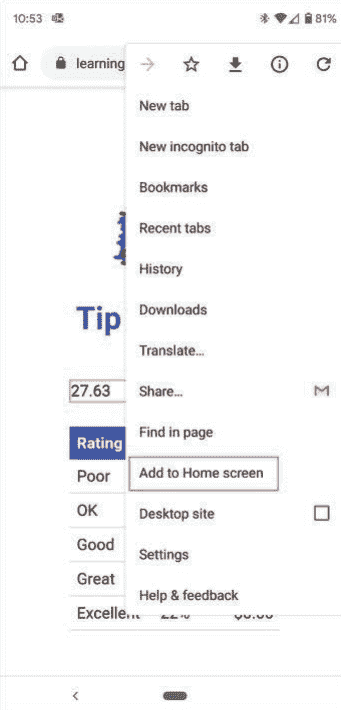 10:53 81%
learning
New tab
New incognito tab
Bookmarks
Recent tabs
History
Downloads
Translate...
Share...
Find in page
Add to Home screen
Desktop site
Settings
Help & feedback
Tip
27.63
Rating
Poor
OK
Good
Great
Excellent 22%